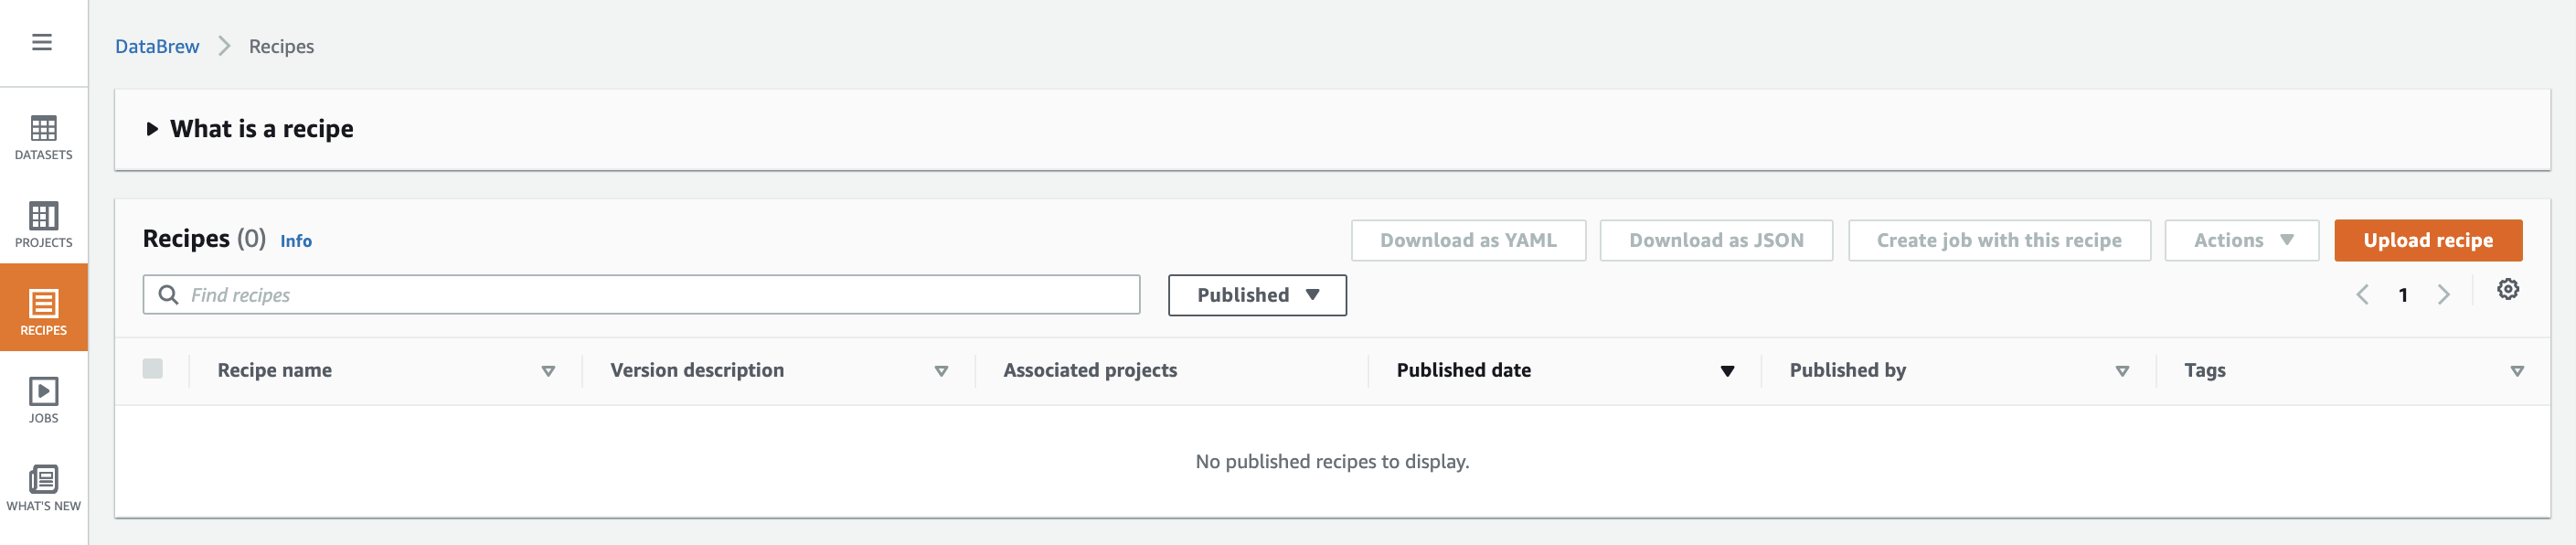 DataBrew > Recipes
DATASETS
PROJECTS
RECIPES
JOBS
WHAT'S NEW
What is a recipe
Recipes (0) Info
Download as YAML Download as JSON Create job with this recipe Actions Upload recipe
Find recipes Published 1
Recipe name Version description Associated projects Published date Published by Tags
No published recipes to display.